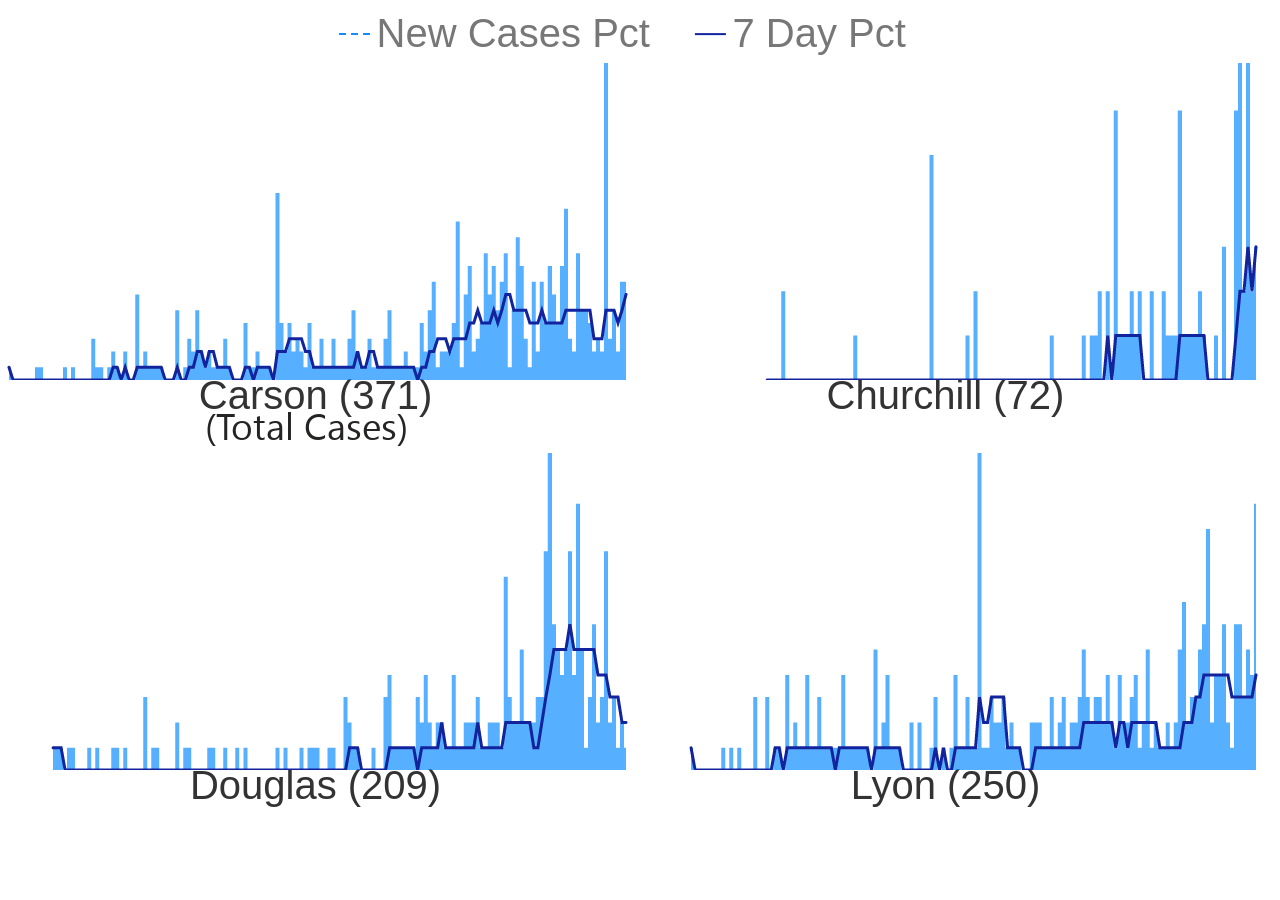 New Cases Pct 7 Day Pct
Carson (371) Churchill (72)
(Total Cases)
Douglas (209) Lyon (250)